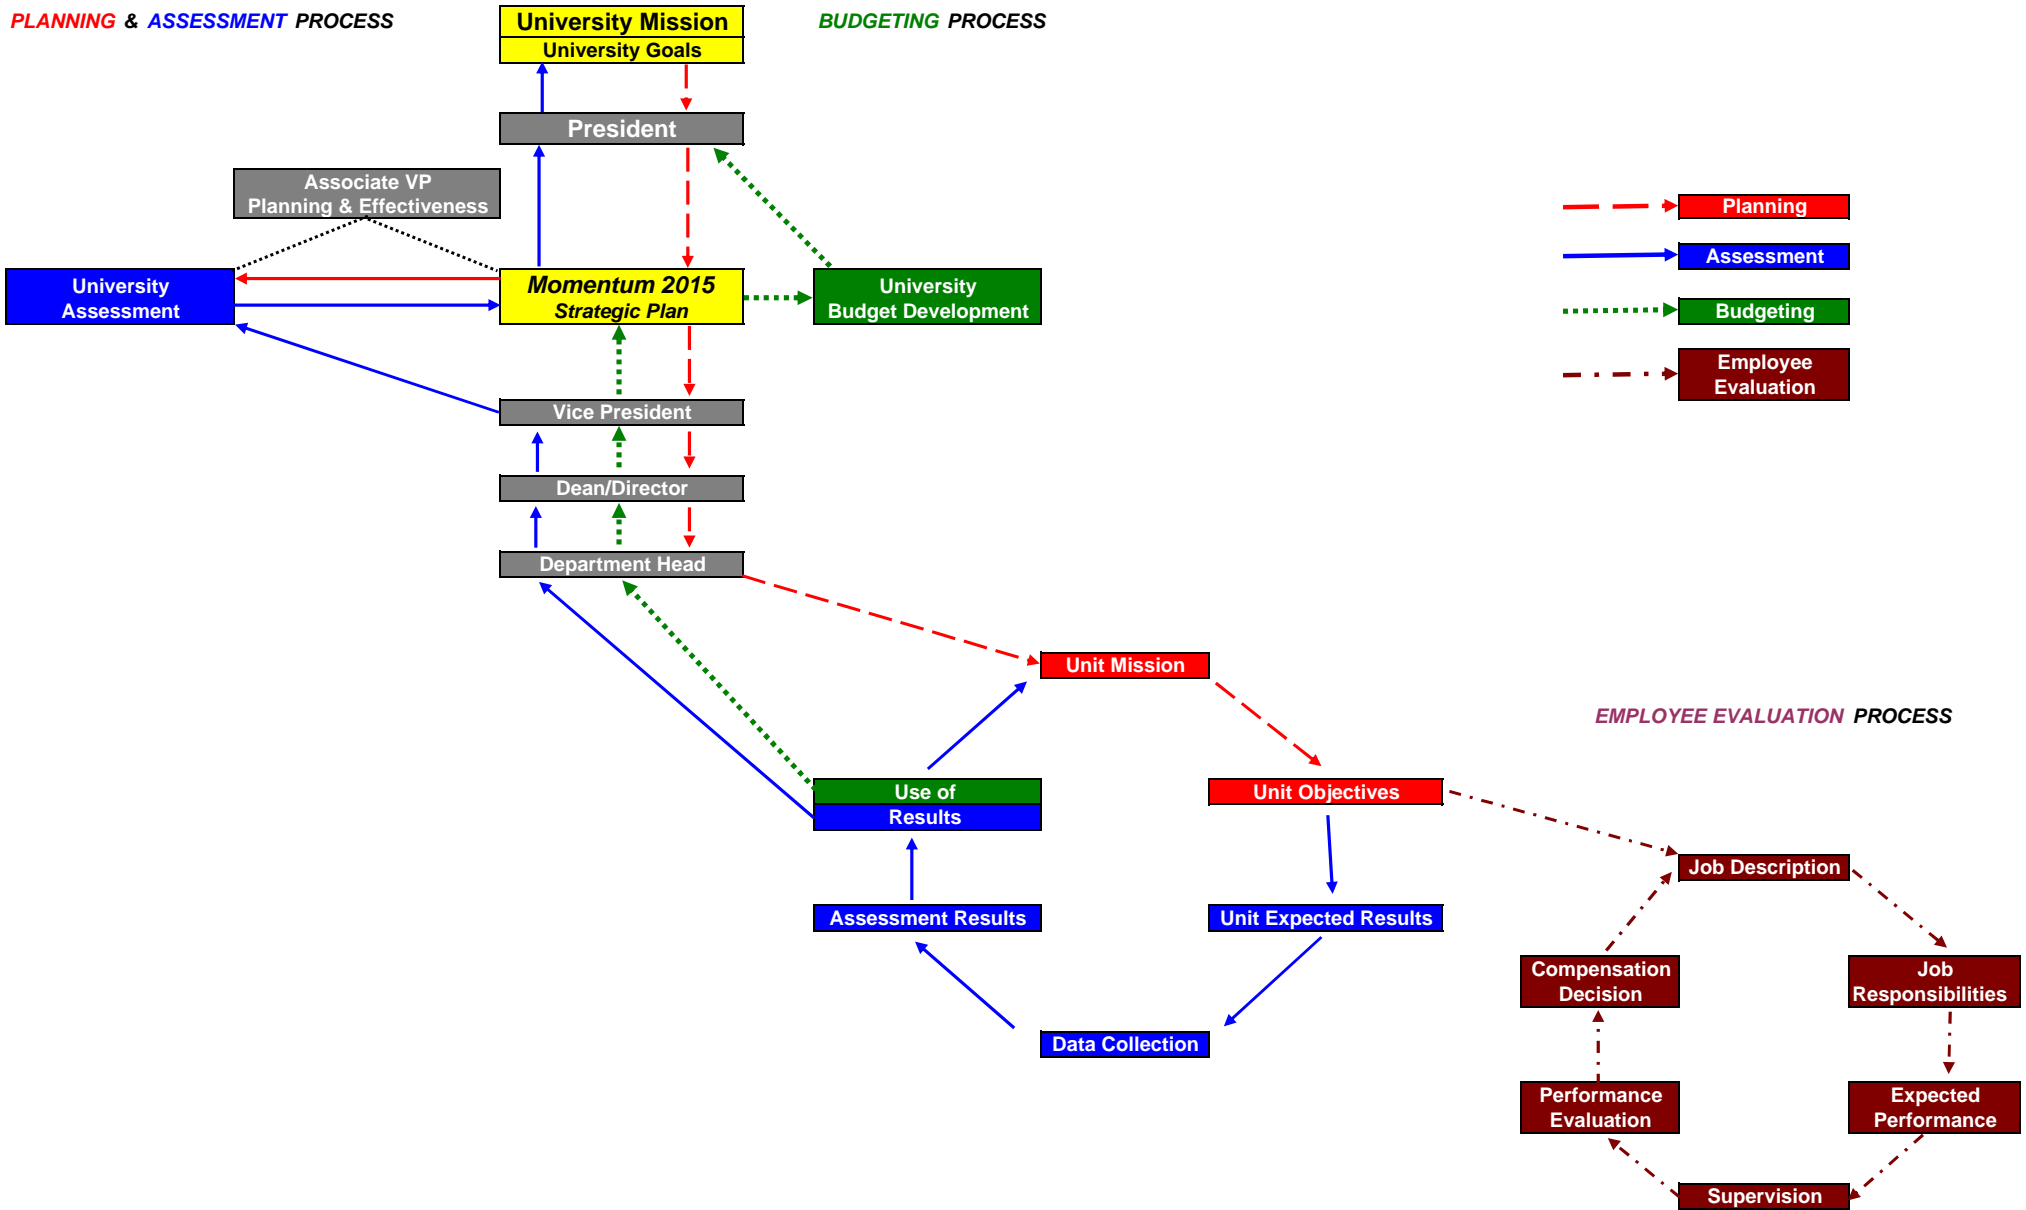 PLANNING & ASSESSMENT PROCESS
University Mission
University Goals
BUDGETING PROCESS
President
Associate VP
Planning & Effectiveness
Planning
Assessment
Budgeting
Employee
Evaluation
University
Assessment
Momentum 2015
Strategic Plan
University
Budget Development
Vice President
Dean/Director
Department Head
Unit Mission
EMPLOYEE EVALUATION PROCESS
Use of
Results
Unit Objectives
Job Description
Assessment Results
Unit Expected Results
Compensation
Decision
Job
Responsibilities
Data Collection
Performance
Evaluation
Expected
Performance
Supervision